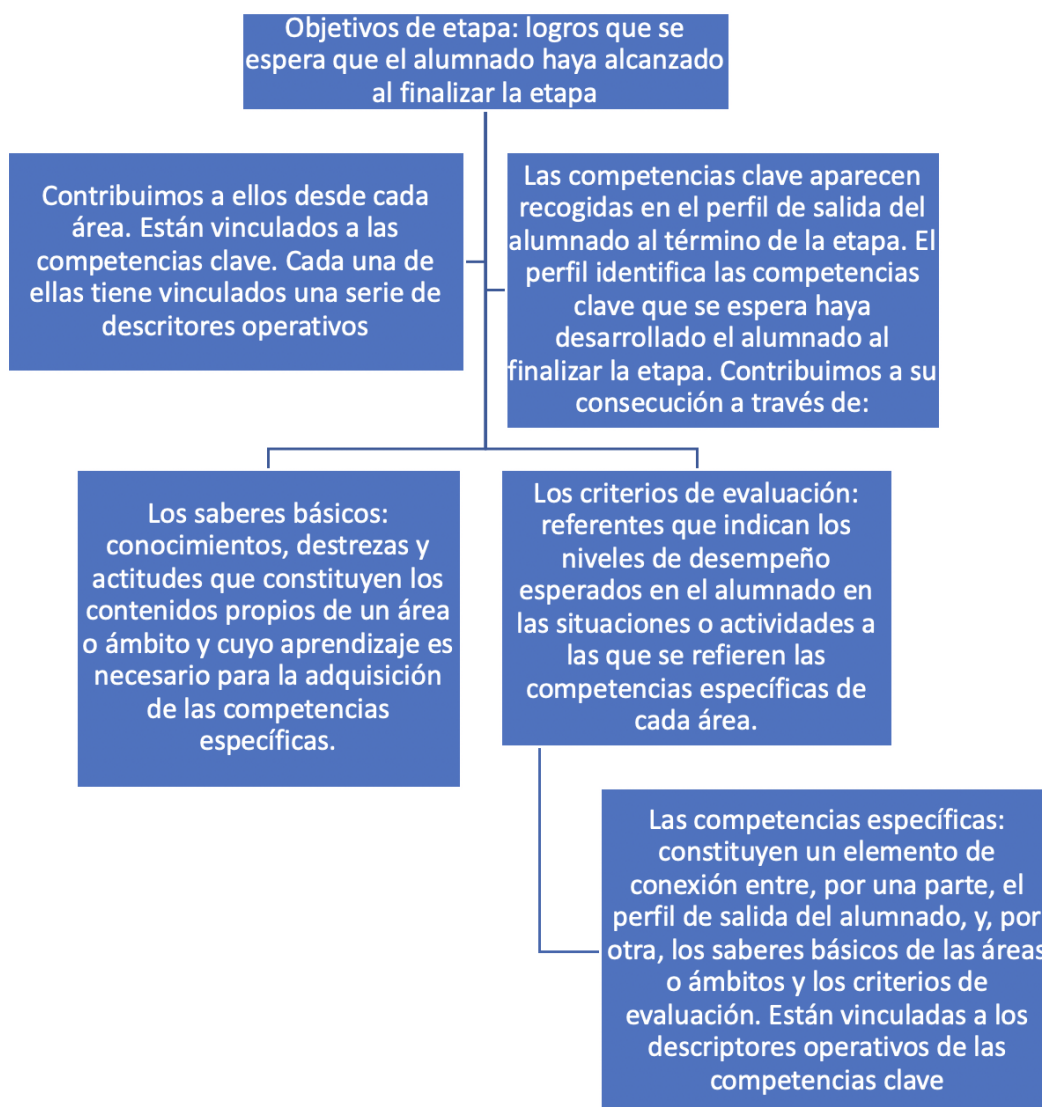 Objetivos de etapa: logros que se
espera que el alumnado haya alcanzado
al finalizar la etapa
Contribuimos a ellos desde cada
área. Están vinculados a las
competencias clave. Cada una de
ellas tiene vinculados una serie de
descritores operativos
Las competencias clave aparecen
recogidas en el perfil de salida del
alumnado al término de la etapa. El
perfil identifica las competencias
clave que se espera haya
desarrollado el alumnado al
finalizar la etapa. Contribuimos a su
consecución a través de:
Los saberes básicos:
conocimientos, destrezas y
actitudes que constituyen los
contenidos propios de un área
o ámbito y cuyo aprendizaje es
necesario para la adquisición
de las competencias
específicas.
Los criterios de evaluación:
referentes que indican los
niveles de desempeño
esperados en el alumnado en
las situaciones o actividades a
las que se refieren las
competencias específicas de
cada área.
Las competencias específicas:
constituyen un elemento de
conexión entre, por una parte, el
perfil de salida del alumnado, y, por
otra, los saberes básicos de las áreas
o ámbitos y los criterios de
evaluación. Están vinculadas a los
descriptores operativos de las
competencias clave